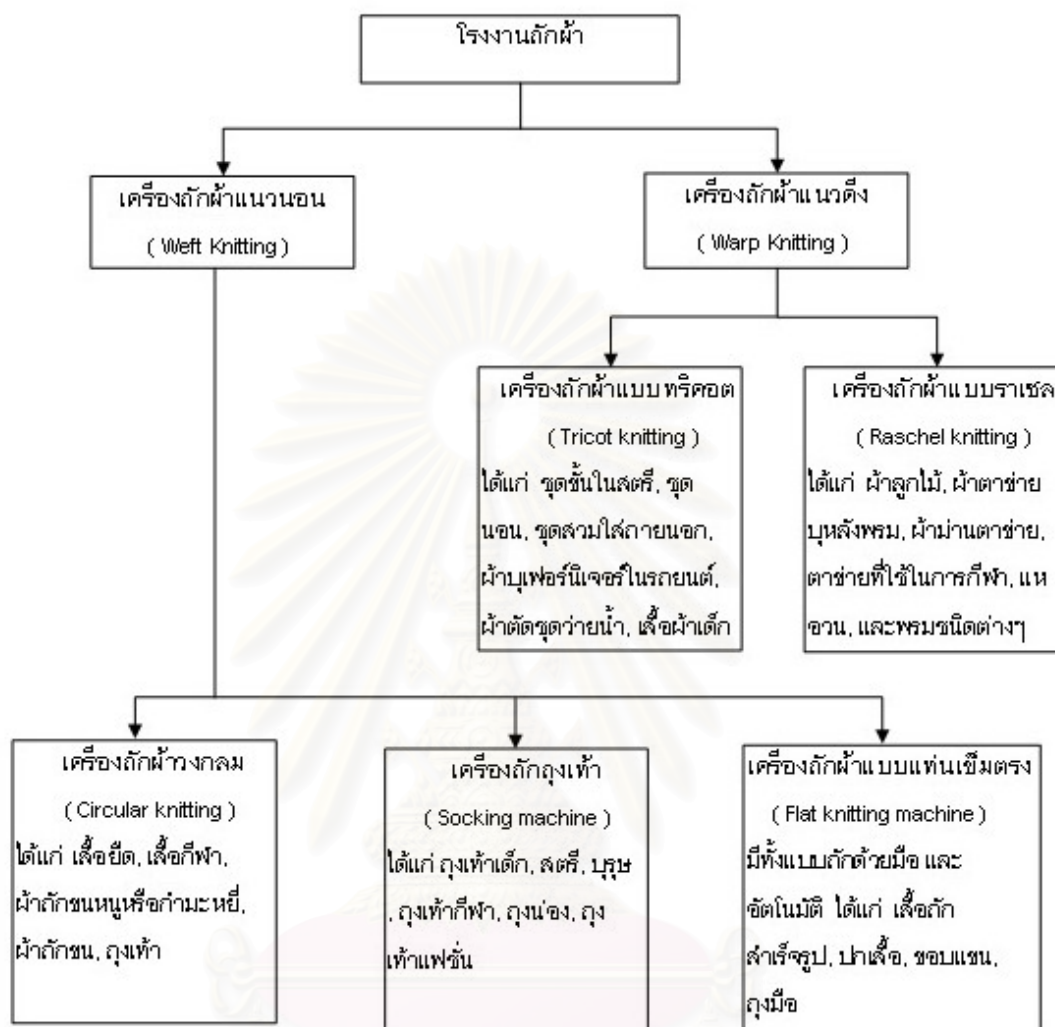 โรงงานถักผ้า
เครื่องถักผ้าแนวนอน
( Weft Knitting )
เครื่องถักผ้าแนวดิ่ง
( Warp Knitting )
เครื่องถักผ้าแบบทริคอต
( Tricot knitting )
ได้แก่ ชุดชั้นในสตรี, ชุด
นอน, ชุดสวมใส่ภายนอก,
ผ้าบุเฟอร์นิเจอร์ในรถยนต์,
ผ้าตัดชุดว่ายน้ำ, เสื้อผ้าเด็ก
เครื่องถักผ้าแบบราเชล
( Raschel knitting )
ได้แก่ ผ้าลูกไม้, ผ้าตาข่าย
บุหลังพรม, ผ้าม่านตาข่าย,
ตาข่ายที่ใช้ในการกีฬา, แห
อวน, และพรมชนิดต่างๆ
เครื่องถักผ้าวงกลม
( Circular knitting )
ได้แก่ เสื้อยืด, เสื้อกีฬา,
ผ้าถักขนหนูหรือกำมะหยี่,
ผ้าถักขน, ถุงเท้า
เครื่องถักถุงเท้า
( Socking machine )
ได้แก่ ถุงเท้าเด็ก, สตรี, บุรุษ
, ถุงเท้ากีฬา, ถุงน่อง, ถุง
เท้าแฟชั่น
เครื่องถักผ้าแบบแท่นเข็มตรง
( Flat knitting machine )
มีทั้งแบบถักด้วยมือ และ
อัตโนมัติ ได้แก่ เสื้อถัก
สำเร็จรูป, ปกเสื้อ, ขอบแขน,
ถุงมือ